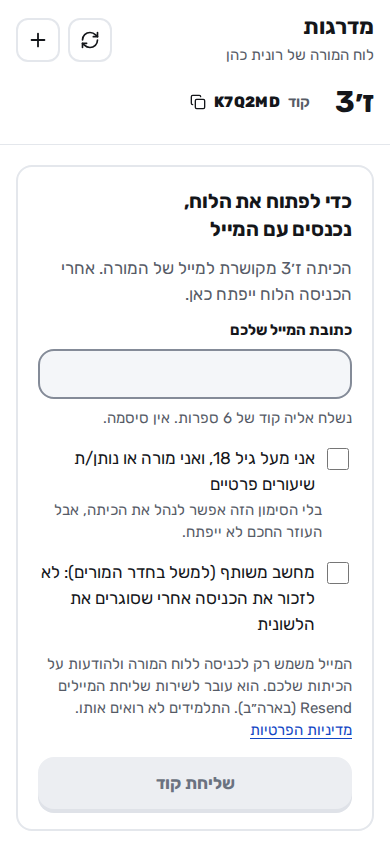 מדרגות
לוח המורה של רונית כהן
ז׳3
קוד K7Q2MD
כדי לפתוח את הלוח,
נכנסים עם המייל
הכיתה ז׳3 מקושרת למייל של המורה. אחרי
הכניסה הלוח ייפתח כאן.
כתובת המייל שלכם
נשלח אליה קוד של 6 ספרות. אין סיסמה.
אני מעל גיל 18, ואני מורה או נותן/ת
שיעורים פרטיים
בלי הסימון הזה אפשר לנהל את הכיתה, אבל
העוזר החכם לא ייפתח.
מחשב משותף (למשל בחדר המורים): לא
לזכור את הכניסה אחרי שסוגרים את
הלשונית
המייל משמש רק לכניסה ללוח המורה ולהודעות על
הכיתות שלכם. הוא עובר לשירות שליחת המיילים
Resend (בארה״ב). התלמידים לא רואים אותו.
מדיניות הפרטיות
שליחת קוד